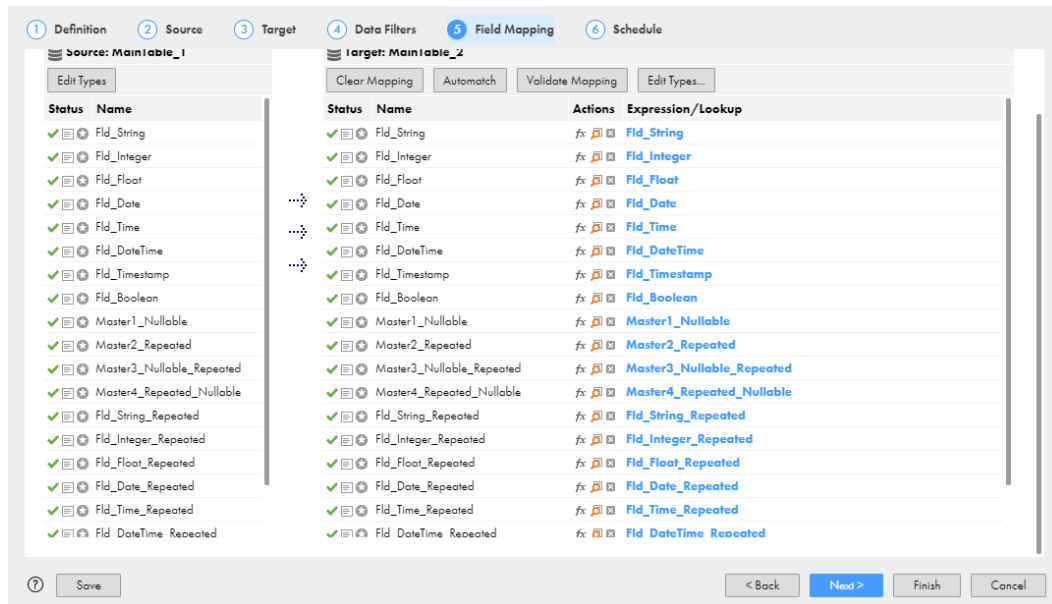 1 Definition 2 Source 3 Target 4 Data Filters 5 Field Mapping 6 Schedule
Source: MainTable_1 Target: MainTable_2
Edit Types Clear Mapping Automatch Validate Mapping Edit Types...
Status Name Status Name Actions Expression/Lookup
Fld_String Fld_String fx Fld_String
Fld_Integer Fld_Integer fx Fld_Integer
Fld_Float Fld_Float fx Fld_Float
Fld_Date Fld_Date fx Fld_Date
Fld_Time Fld_Time fx Fld_Time
Fld_DateTime Fld_DateTime fx Fld_DateTime
Fld_Timestamp Fld_Timestamp fx Fld_Timestamp
Fld_Boolean Fld_Boolean fx Fld_Boolean
Master1_Nullable Master1_Nullable fx Master1_Nullable
Master2_Repeated Master2_Repeated fx Master2_Repeated
Master3_Nullable_Repeated Master3_Nullable_Repeated fx Master3_Nullable_Repeated
Master4_Repeated_Nullable Master4_Repeated_Nullable fx Master4_Repeated_Nullable
Fld_String_Repeated Fld_String_Repeated fx Fld_String_Repeated
Fld_Integer_Repeated Fld_Integer_Repeated fx Fld_Integer_Repeated
Fld_Float_Repeated Fld_Float_Repeated fx Fld_Float_Repeated
Fld_Date_Repeated Fld_Date_Repeated fx Fld_Date_Repeated
Fld_Time_Repeated Fld_Time_Repeated fx Fld_Time_Repeated
Fld_DateTime_Repeated Fld_DateTime_Repeated fx Fld_DateTime_Repeated
? Save < Back Next > Finish Cancel